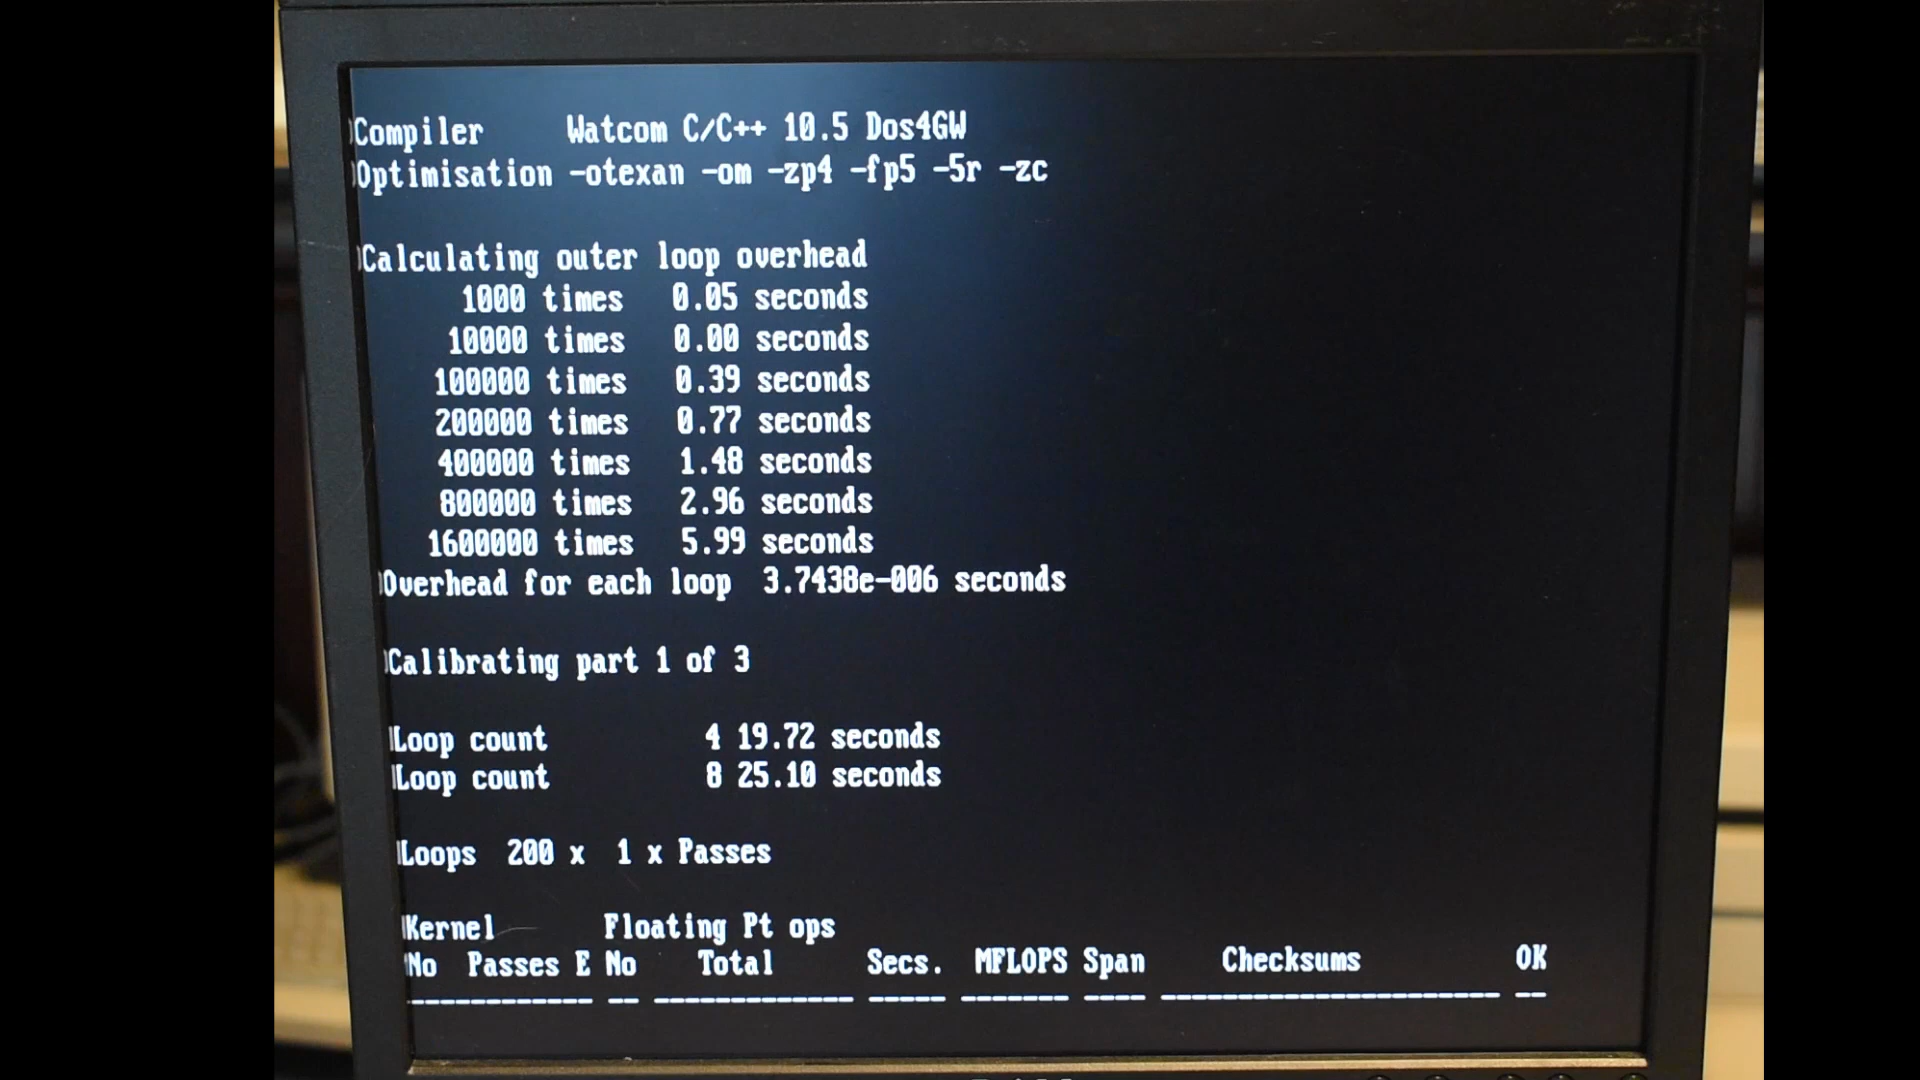 Compiler Watcom C/C++ 10.5 Dos4GW
Optimisation -otexan -om -zp4 -fp5 -5r -zc
Calculating outer loop overhead
1000 times 0.05 seconds
10000 times 0.00 seconds
100000 times 0.39 seconds
200000 times 0.77 seconds
400000 times 1.48 seconds
800000 times 2.96 seconds
1600000 times 5.99 seconds
Overhead for each loop 3.7438e-006 seconds
Calibrating part 1 of 3
Loop count 4 19.72 seconds
Loop count 8 25.10 seconds
Loops 200 x 1 x Passes
Kernel Floating Pt ops
No Passes E No Total Secs. MFLOPS Span Checksums OK
------------ -- ------------- ----- ------- ---- ---------------------- --